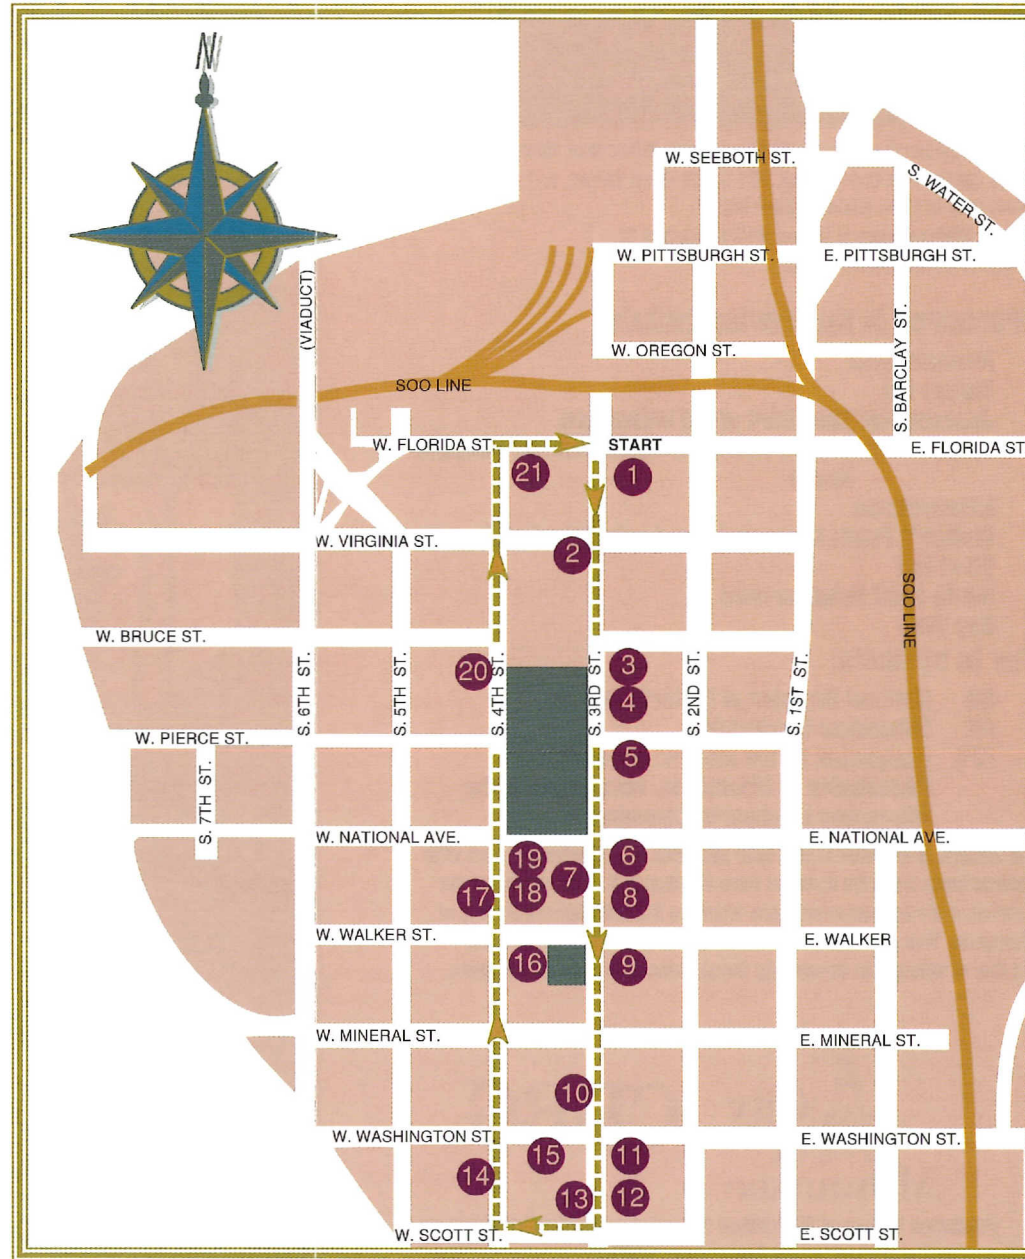 N
W. SEEBOTH ST.
S. WATER ST.
W. PITTSBURGH ST.
E. PITTSBURGH ST.
(VIADUCT)
S. BARCLAY ST.
W. OREGON ST.
SOO LINE
W. FLORIDA ST.
START
E. FLORIDA ST
21
1
W. VIRGINIA ST.
2
SOO LINE
W. BRUCE ST.
S. 6TH ST.
S. 5TH ST.
20
S. 4TH ST.
S. 3RD ST.
3
S. 2ND ST.
S. 1ST ST.
4
W. PIERCE ST.
5
S. 7TH ST.
W. NATIONAL AVE.
E. NATIONAL AVE.
19
6
7
17
18
8
W. WALKER ST.
E. WALKER
16
9
W. MINERAL ST.
E. MINERAL ST.
10
W. WASHINGTON ST.
E. WASHINGTON ST.
15
11
14
13
12
W. SCOTT ST.
E. SCOTT ST.